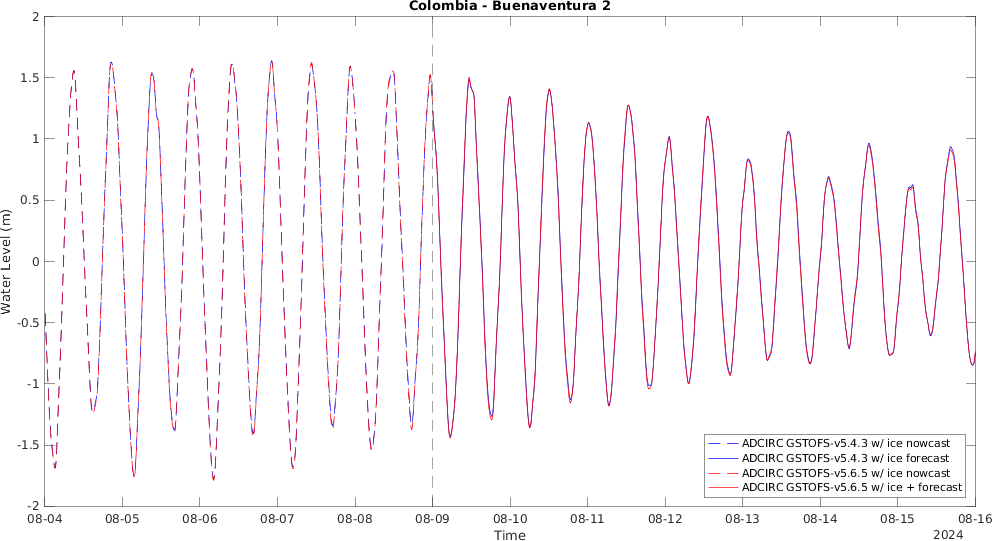 Colombia - Buenaventura 2
Water Level (m)
2
1.5
1
0.5
0
-0.5
-1
-1.5
-2
ADCIRC GSTOFS-v5.4.3 w/ ice nowcast
ADCIRC GSTOFS-v5.4.3 w/ ice forecast
ADCIRC GSTOFS-v5.6.5 w/ ice nowcast
ADCIRC GSTOFS-v5.6.5 w/ ice + forecast
08-04 08-05 08-06 08-07 08-08 08-09 08-10 08-11 08-12 08-13 08-14 08-15 08-16
Time
2024